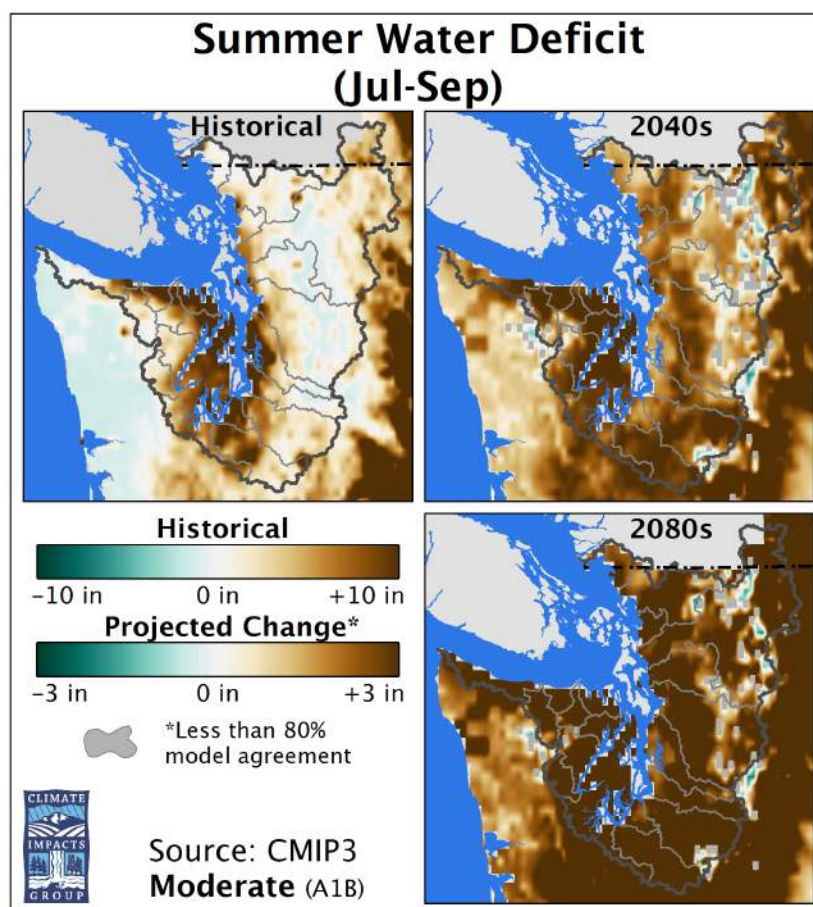 Summer Water Deficit
(Jul-Sep)
Historical
2040s
Historical
−10 in 0 in +10 in
Projected Change*
−3 in 0 in +3 in
*Less than 80%
model agreement
2080s
CLIMATE
IMPACTS
GROUP
Source: CMIP3
Moderate (A1B)